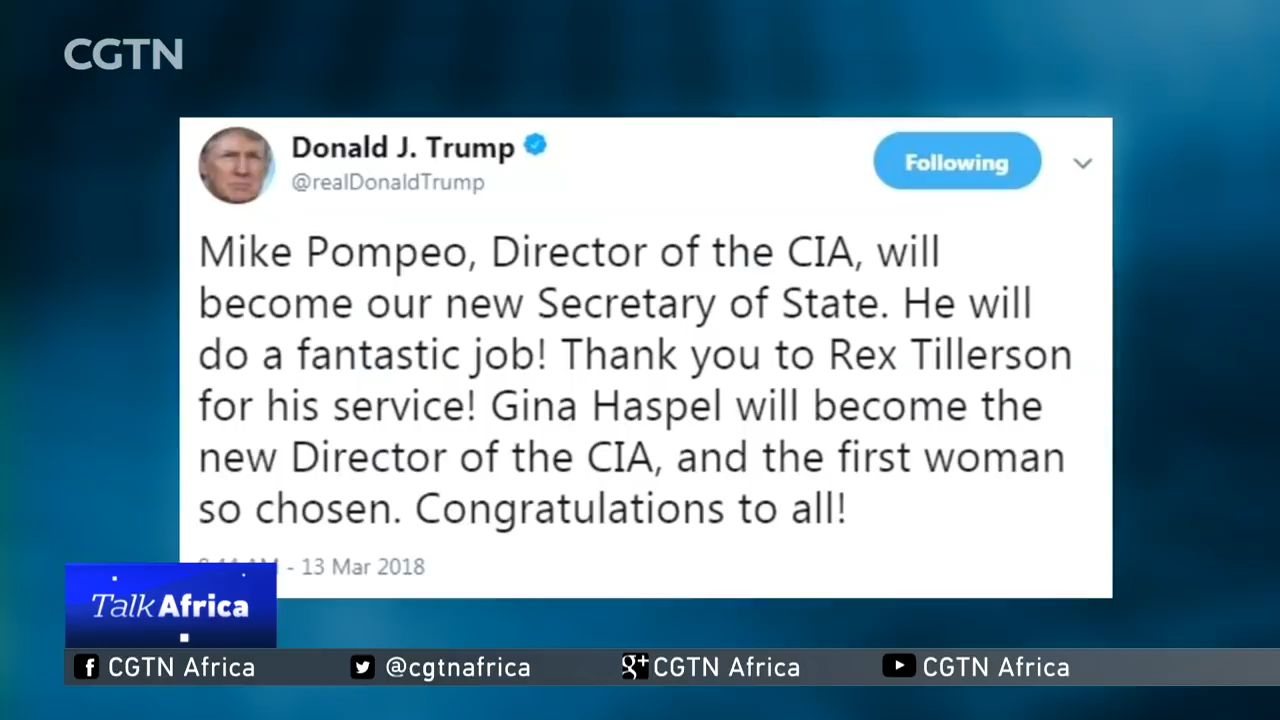 CGTN
Donald J. Trump
@realDonaldTrump
Following
Mike Pompeo, Director of the CIA, will
become our new Secretary of State. He will
do a fantastic job! Thank you to Rex Tillerson
for his service! Gina Haspel will become the
new Director of the CIA, and the first woman
so chosen. Congratulations to all!
- 13 Mar 2018
Talk Africa
f CGTN Africa
@cgtnafrica
g+ CGTN Africa
CGTN Africa